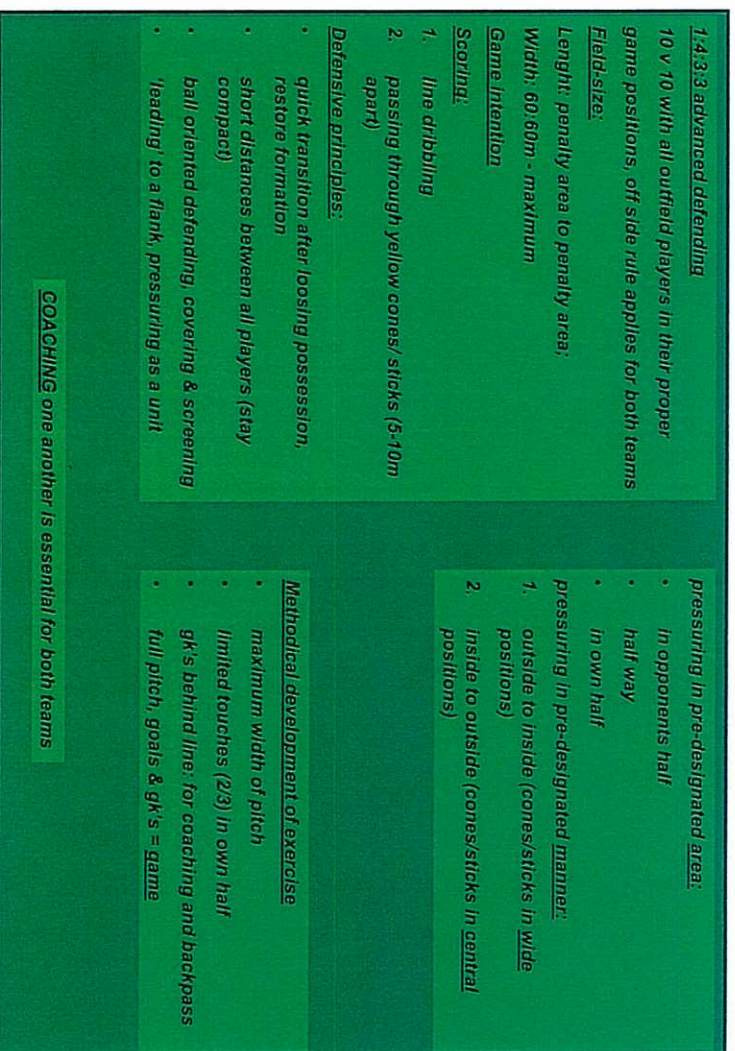 1:4:3:3 advanced defending
10 v 10 with all outfield players in their proper
game positions, off side rule applies for both teams
Field-size:
Lenght: penalty area to penalty area;
Width: 60.60m - maximum
Game intention
Scoring:
1. line dribbling
2. passing through yellow cones/ sticks (5-10m
apart)
Defensive principles:
• quick transition after loosing possession,
restore formation
• short distances between all players (stay
compact)
• ball oriented defending, covering & screening
• 'leading' to a flank, pressuring as a unit
pressuring in pre-designated area:
• in opponents half
• half way
• in own half
pressuring in pre-designated manner:
1. outside to inside (cones/sticks in wide
positions)
2. inside to outside (cones/sticks in central
positions)
Methodical development of exercise
• maximum width of pitch
• limited touches (2/3) in own half
• gk's behind line: for coaching and backpass
• full pitch, goals & gk's = game
COACHING one another is essential for both teams